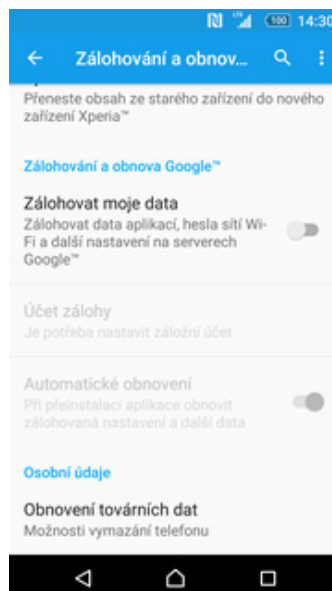 LTE 100 14:30
Zálohování a obnov...
Přeneste obsah ze starého zařízení do nového
zařízení Xperia™
Zálohování a obnova Google™
Zálohovat moje data
Zálohovat data aplikací, hesla sítí Wi-
Fi a další nastavení na serverech
Google™
Účet zálohy
Je potřeba nastavit záložní účet
Automatické obnovení
Při přeinstalaci aplikace obnovit
zálohovaná nastavení a další data
Osobní údaje
Obnovení továrních dat
Možnosti vymazání telefonu